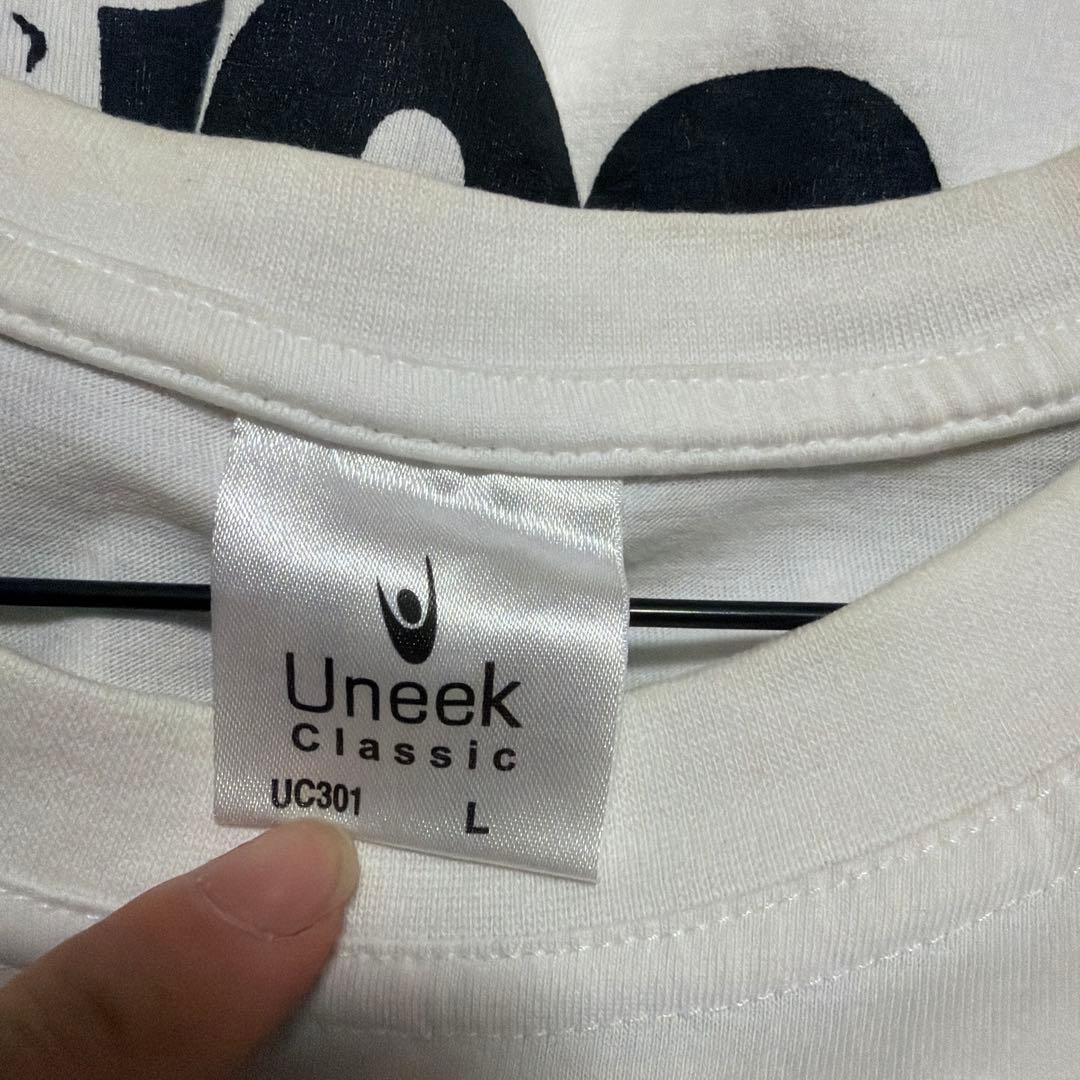 Uneek
Classic
UC301 L